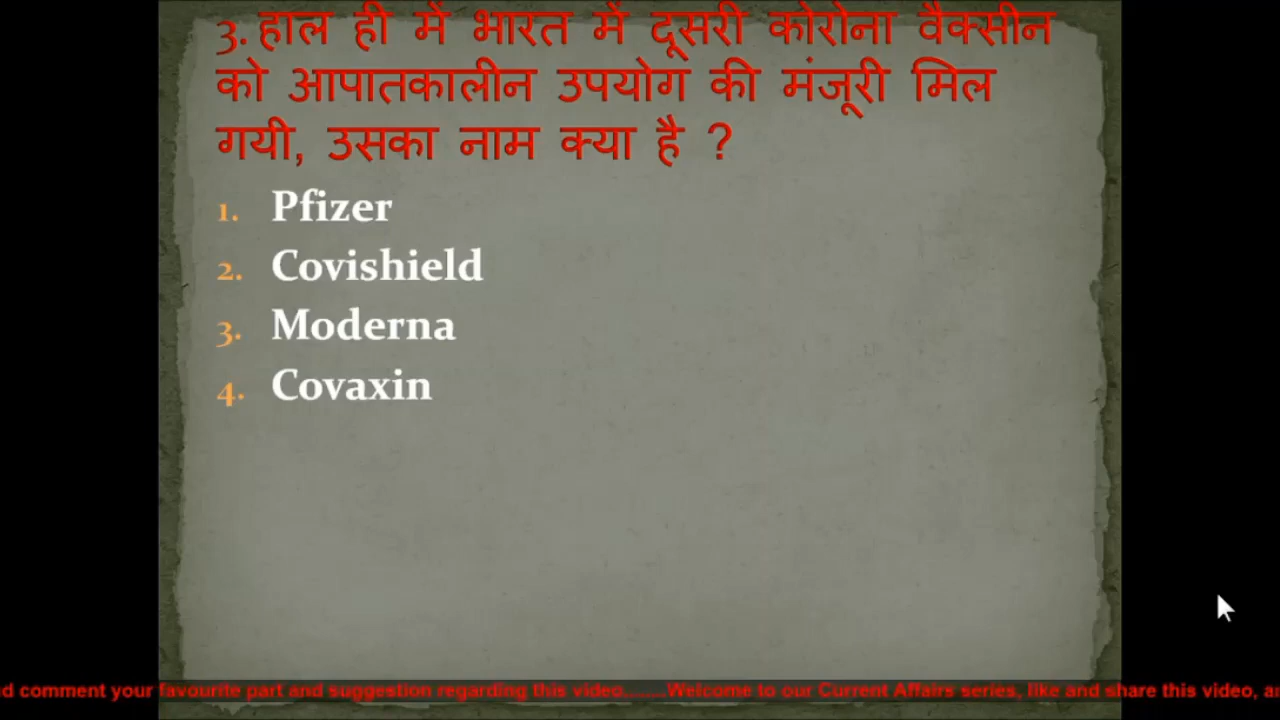 3. हाल ही में भारत में दूसरी कोरोना वैक्सीन
को आपातकालीन उपयोग की मंजूरी मिल
गयी, उसका नाम क्या है ?
1. Pfizer
2. Covishield
3. Moderna
4. Covaxin
d comment your favourite part and suggestion regarding this video........Welcome to our Current Affairs series, like and share this video, a